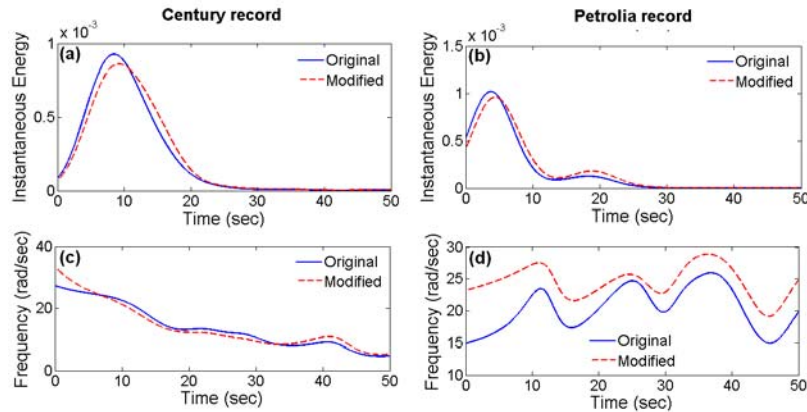 Century record
Petrolia record
x 10^-3
(a)
Original
Modified
Instantaneous Energy
1
0.5
0
0 10 20 30 40 50
Time (sec)
x 10^-3
(b)
Original
Modified
Instantaneous Energy
1.5
1
0.5
0
0 10 20 30 40 50
Time (sec)
(c)
Original
Modified
Frequency (rad/sec)
40
20
0
0 10 20 30 40 50
Time (sec)
(d)
Original
Modified
Frequency (rad/sec)
30
25
20
15
10
0 10 20 30 40 50
Time (sec)